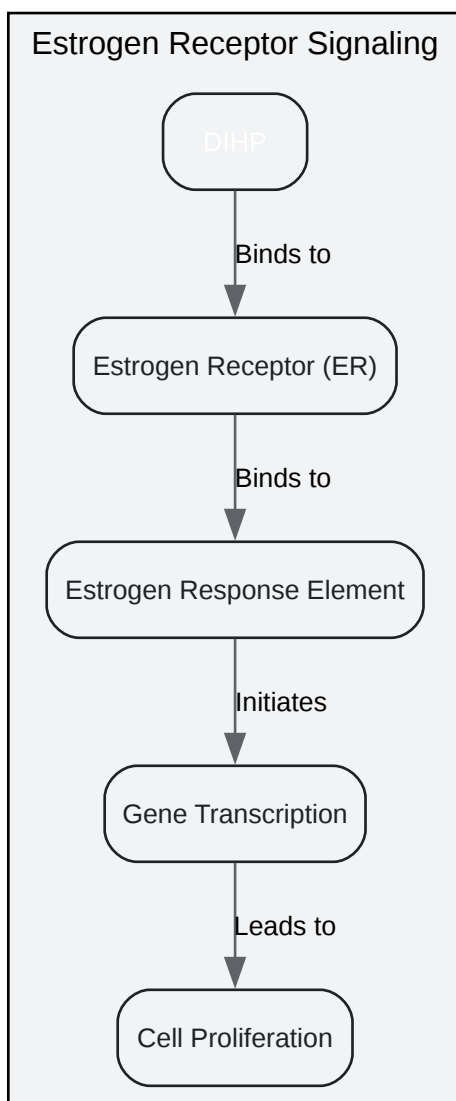 Estrogen Receptor Signaling
DIHP
Binds to
Estrogen Receptor (ER)
Binds to
Estrogen Response Element
Initiates
Gene Transcription
Leads to
Cell Proliferation